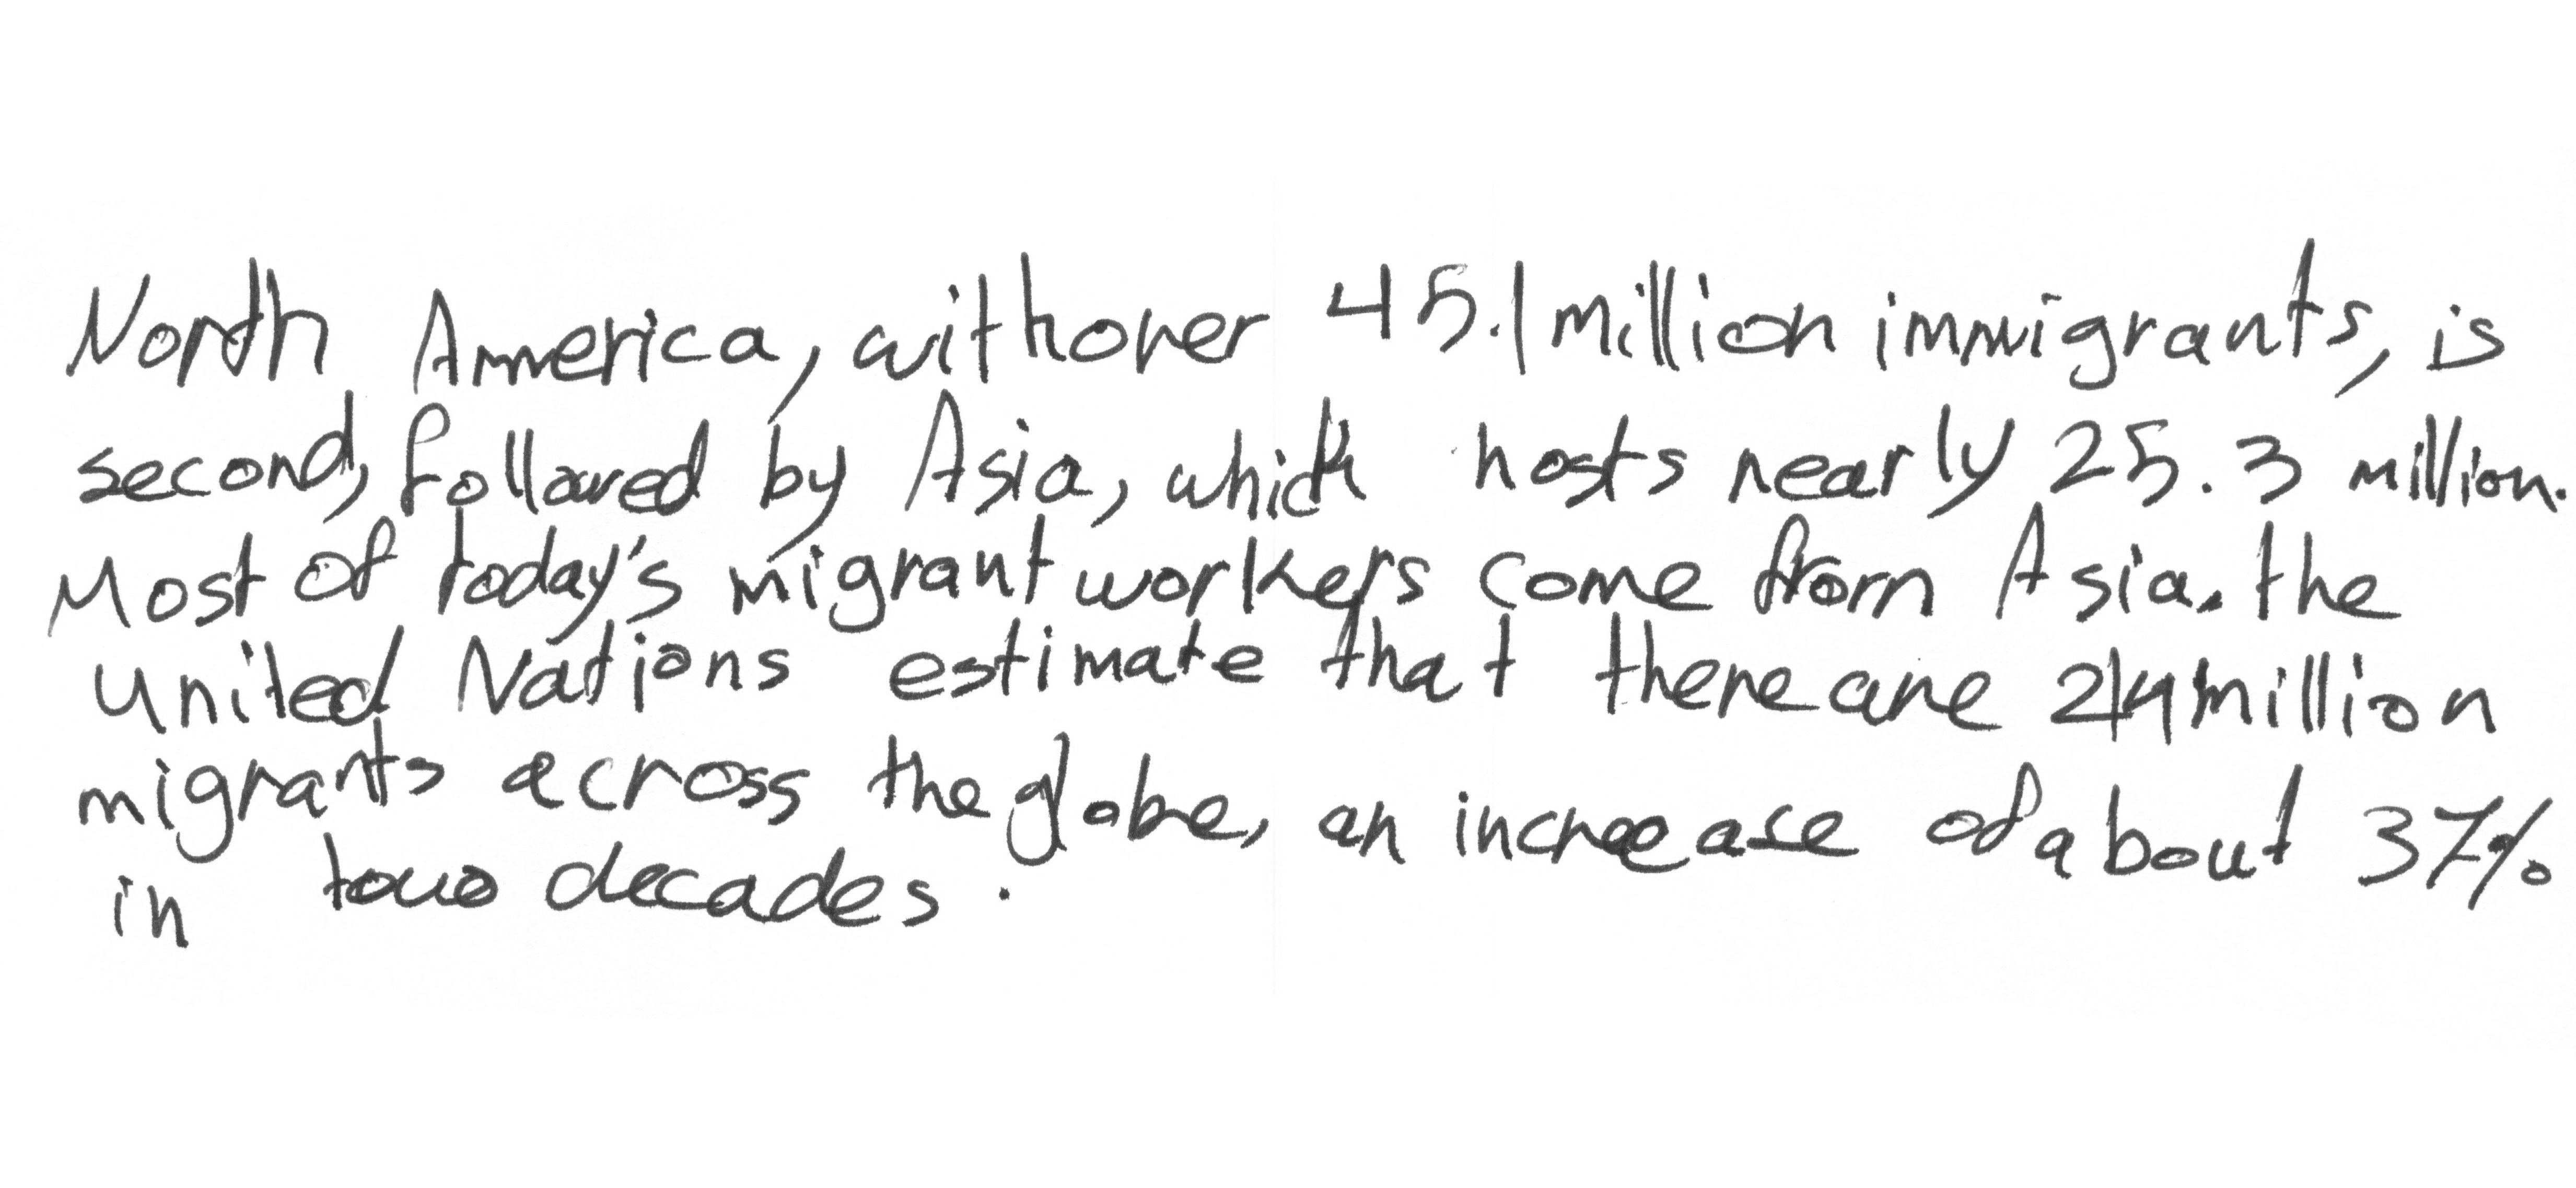 North America, with over 45.1 million immigrants, is
second, followed by Asia, which hosts nearly 25.3 million.
Most of today's migrant workers come from Asia. the
United Nations estimate that there are 214 million
migrants across the globe, an increase of about 37%
in two decades.